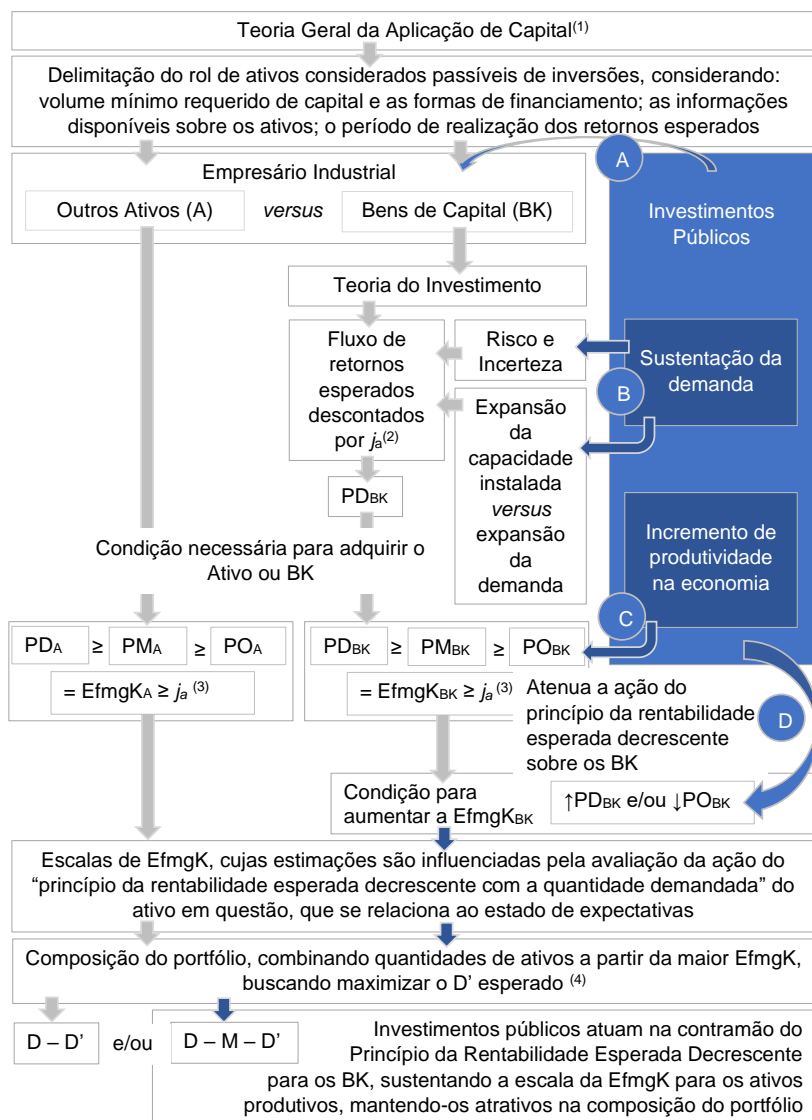 Teoria Geral da Aplicação de Capital(1)
Delimitação do rol de ativos considerados passíveis de inversões, considerando:
volume mínimo requerido de capital e as formas de financiamento; as informações
disponíveis sobre os ativos; o período de realização dos retornos esperados
A
Empresário Industrial
Outros Ativos (A)
versus
Bens de Capital (BK)
Investimentos
Públicos
Teoria do Investimento
Fluxo de
retornos
esperados
descontados
por ja(2)
Risco e
Incerteza
Sustentação da
demanda
B
Expansão
da
capacidade
instalada
versus
expansão
da
demanda
PDBK
Incremento de
produtividade
na economia
Condição necessária para adquirir o
Ativo ou BK
C
PDA ≥ PMA ≥ POA
= EfmgKA ≥ ja (3)
PDBK ≥ PMBK ≥ POBK
= EfmgKBK ≥ ja (3)
Atenua a ação do
princípio da rentabilidade
esperada decrescente
sobre os BK
D
Condição para
aumentar a EfmgKBK
↑PDBK e/ou ↓POBK
Escalas de EfmgK, cujas estimações são influenciadas pela avaliação da ação do
“princípio da rentabilidade esperada decrescente com a quantidade demandada” do
ativo em questão, que se relaciona ao estado de expectativas
Composição do portfólio, combinando quantidades de ativos a partir da maior EfmgK,
buscando maximizar o D’ esperado (4)
D – D’
e/ou
D – M – D’
Investimentos públicos atuam na contramão do
Princípio da Rentabilidade Esperada Decrescente
para os BK, sustentando a escala da EfmgK para os ativos
produtivos, mantendo-os atrativos na composição do portfólio